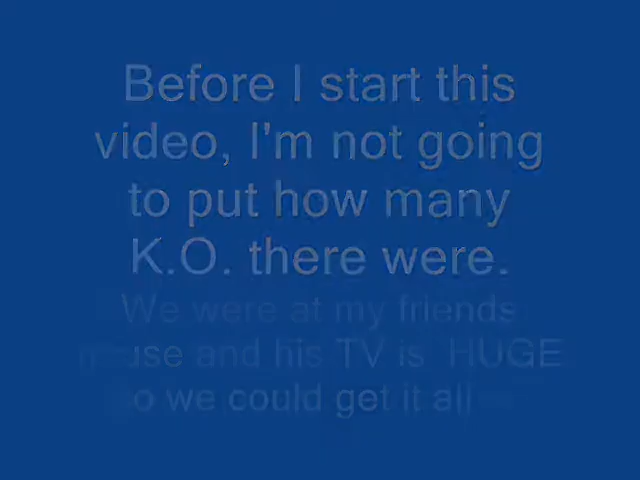 Before I start this
video, I'm not going
to put how many
K.O. there were.
We were at my friends
house and his TV is HUGE
so we could get it all